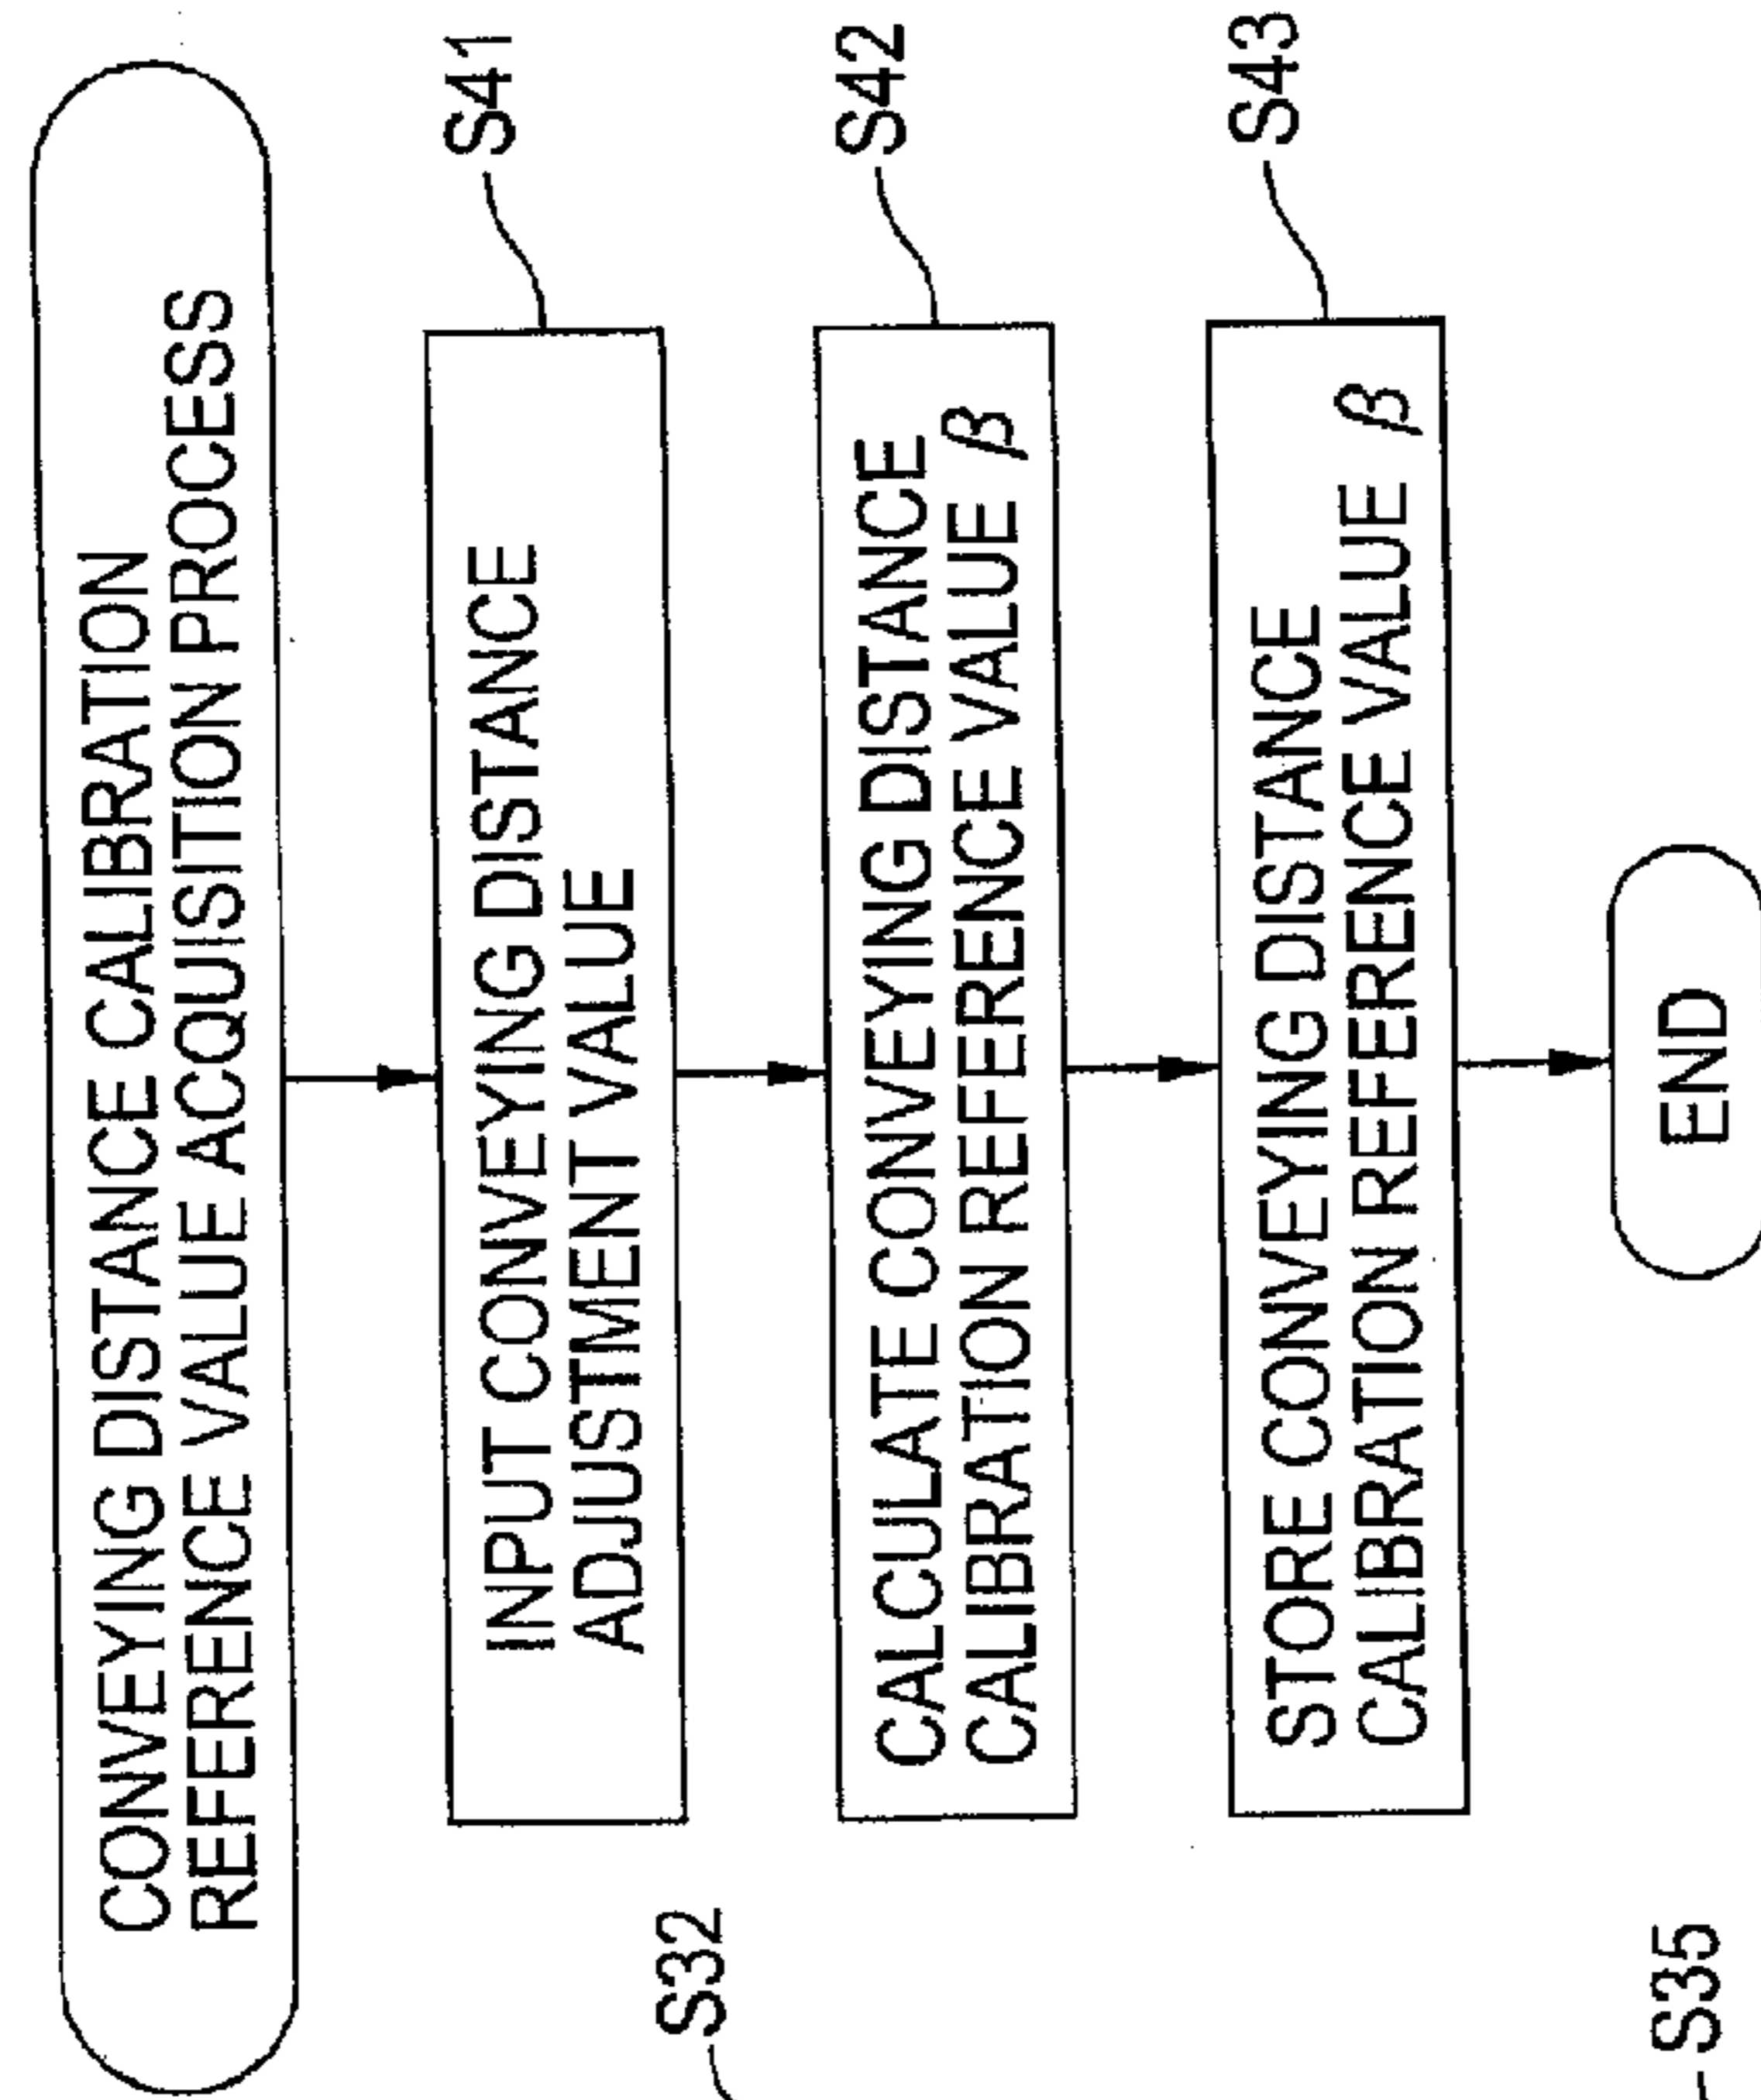 CONVEYING DISTANCE CALIBRATION
REFERENCE VALUE ACQUISITION PROCESS
INPUT CONVEYING DISTANCE
ADJUSTMENT VALUE
S41
CALCULATE CONVEYING DISTANCE
CALIBRATION REFERENCE VALUE β
S42
STORE CONVEYING DISTANCE
CALIBRATION REFERENCE VALUE β
S43
END
S32
S35